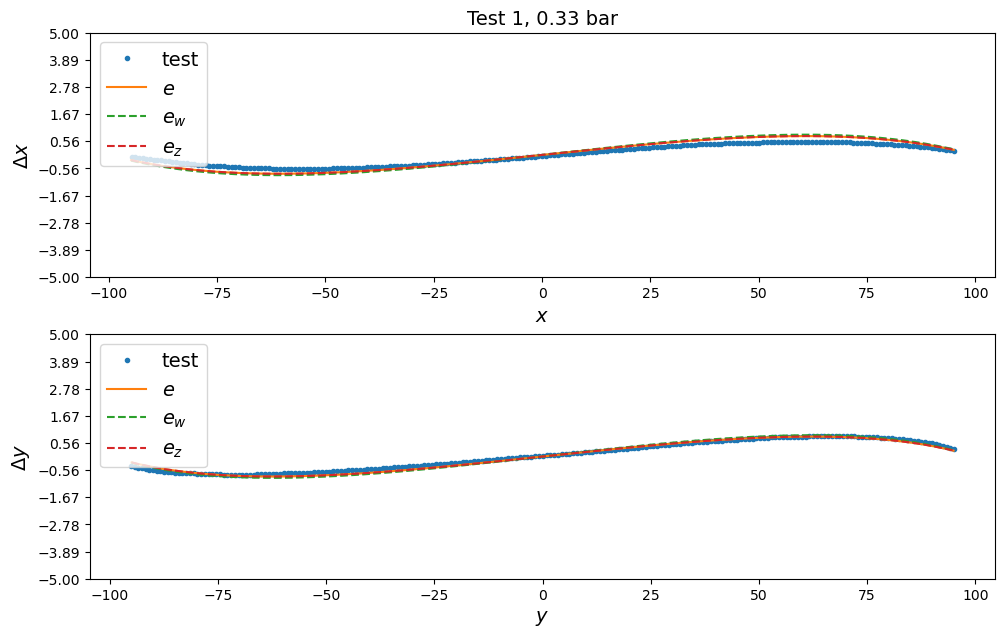 Test 1, 0.33 bar
5.00
3.89
2.78
1.67
0.56
−0.56
−1.67
−2.78
−3.89
−5.00
Δx
test
e
e_w
e_z
−100 −75 −50 −25 0 25 50 75 100
x
5.00
3.89
2.78
1.67
0.56
−0.56
−1.67
−2.78
−3.89
−5.00
Δy
test
e
e_w
e_z
−100 −75 −50 −25 0 25 50 75 100
y